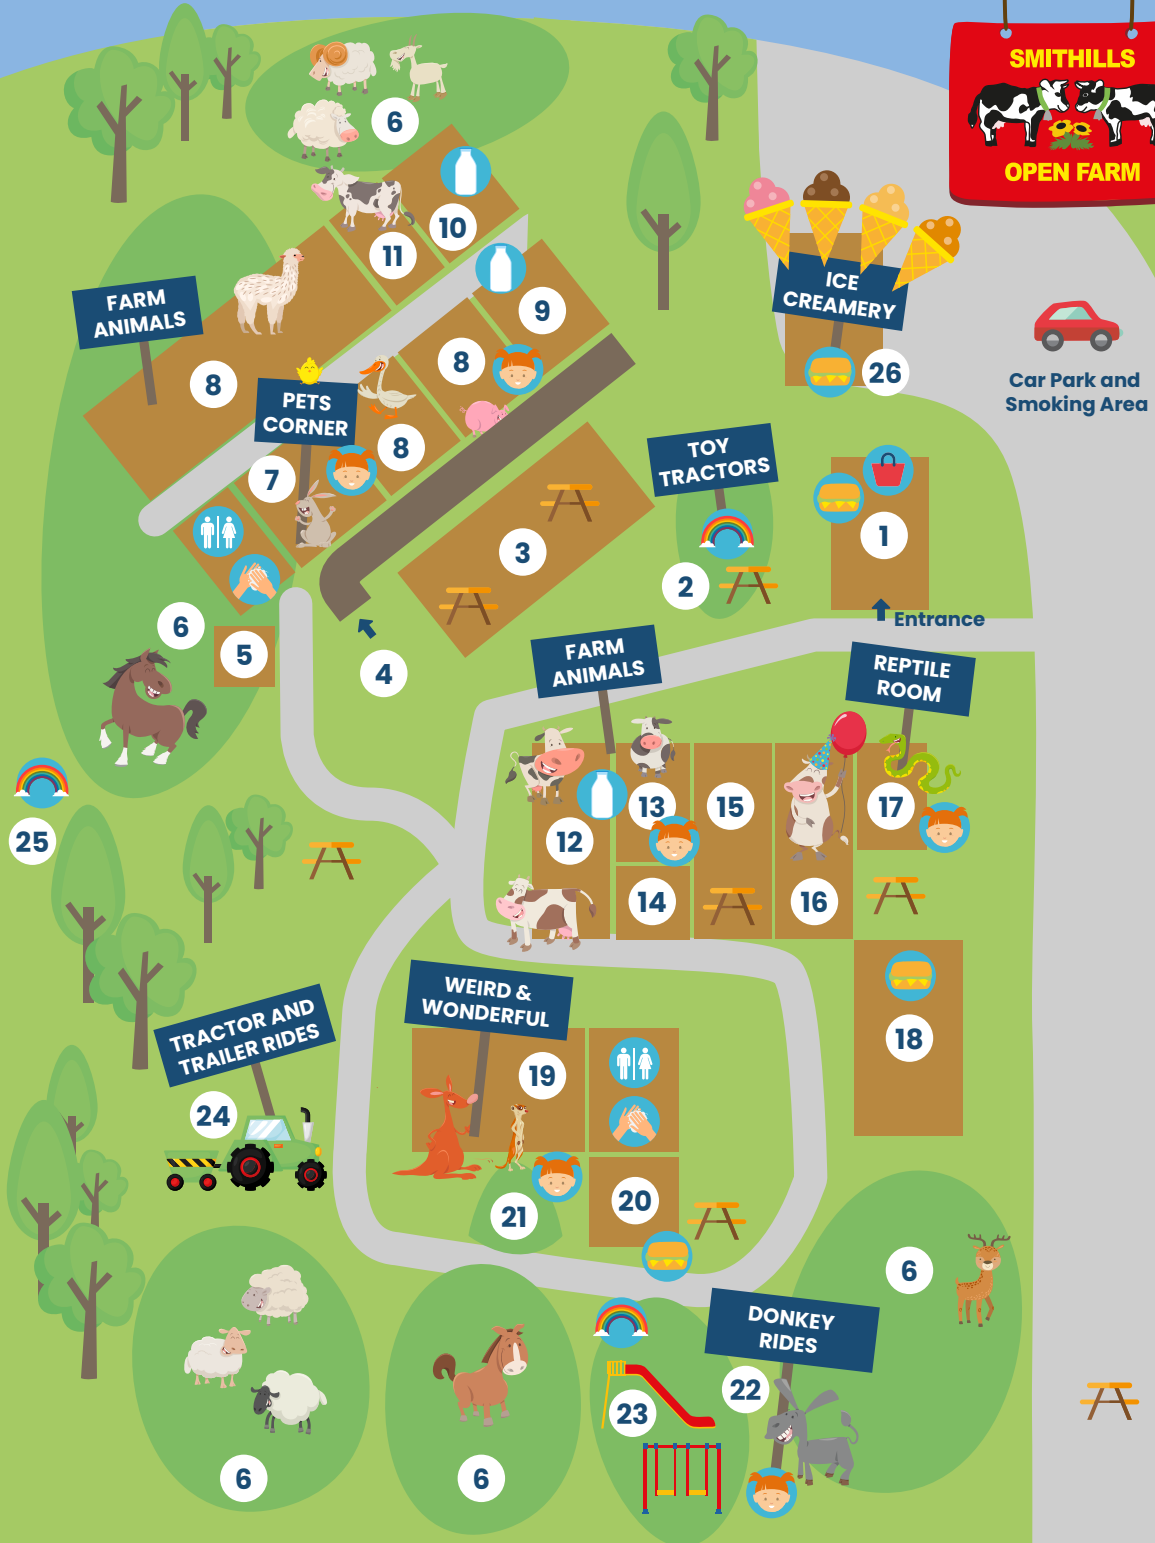 SMITHILLS
OPEN FARM
6
10
11
9
FARM
ANIMALS
8
8
PETS
CORNER
8
7
ICE
CREAMERY
26
Car Park and
Smoking Area
TOY
TRACTORS
3
2
1
Entrance
6
5
4
FARM
ANIMALS
REPTILE
ROOM
25
12
13
15
17
14
16
18
WEIRD &
WONDERFUL
19
TRACTOR AND
TRAILER RIDES
24
20
21
6
DONKEY
RIDES
22
23
6
6